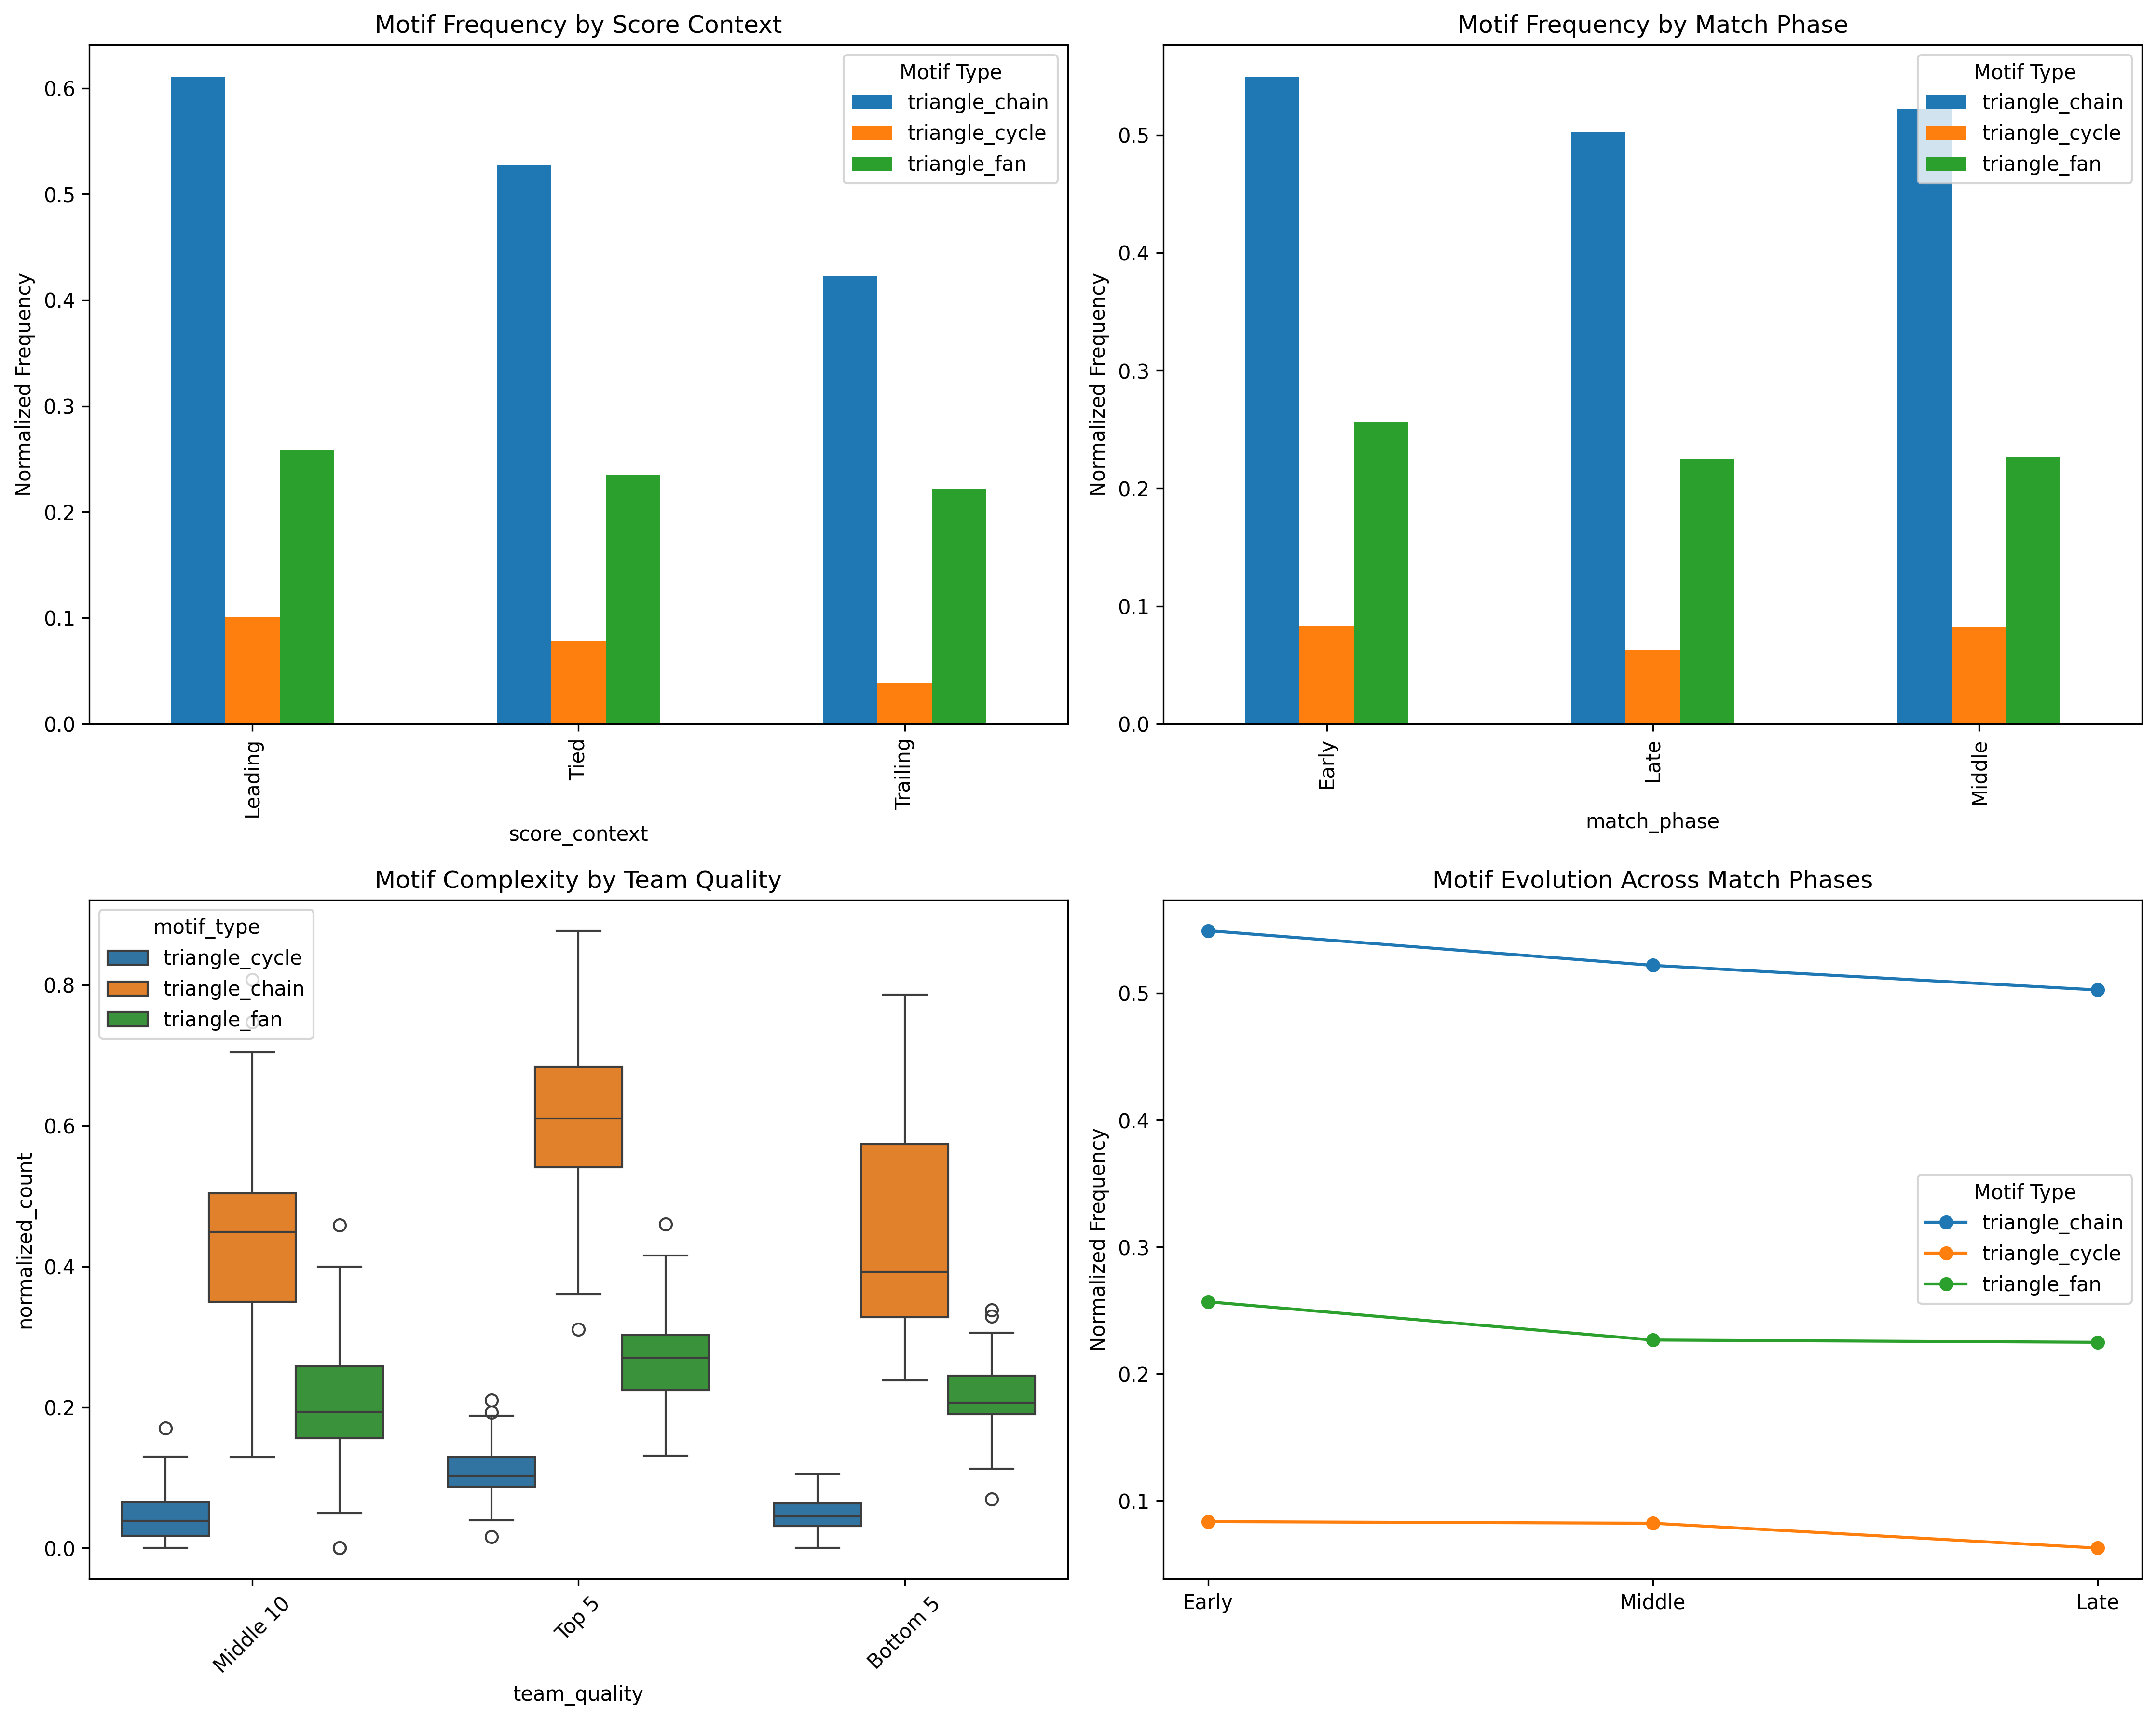 Motif Frequency by Score Context
Normalized Frequency
0.6
0.5
0.4
0.3
0.2
0.1
0.0
Motif Type
triangle_chain
triangle_cycle
triangle_fan
Leading
Tied
Trailing
score_context
Motif Frequency by Match Phase
Normalized Frequency
0.5
0.4
0.3
0.2
0.1
0.0
Motif Type
triangle_chain
triangle_cycle
triangle_fan
Early
Late
Middle
match_phase
Motif Complexity by Team Quality
normalized_count
0.8
0.6
0.4
0.2
0.0
motif_type
triangle_cycle
triangle_chain
triangle_fan
Middle 10
Top 5
Bottom 5
team_quality
Motif Evolution Across Match Phases
Normalized Frequency
0.5
0.4
0.3
0.2
0.1
Motif Type
triangle_chain
triangle_cycle
triangle_fan
Early
Middle
Late